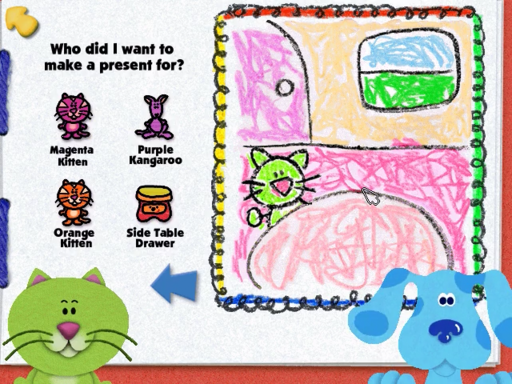 Who did I want to
make a present for?
Magenta
Kitten
Purple
Kangaroo
Orange
Kitten
Side Table
Drawer